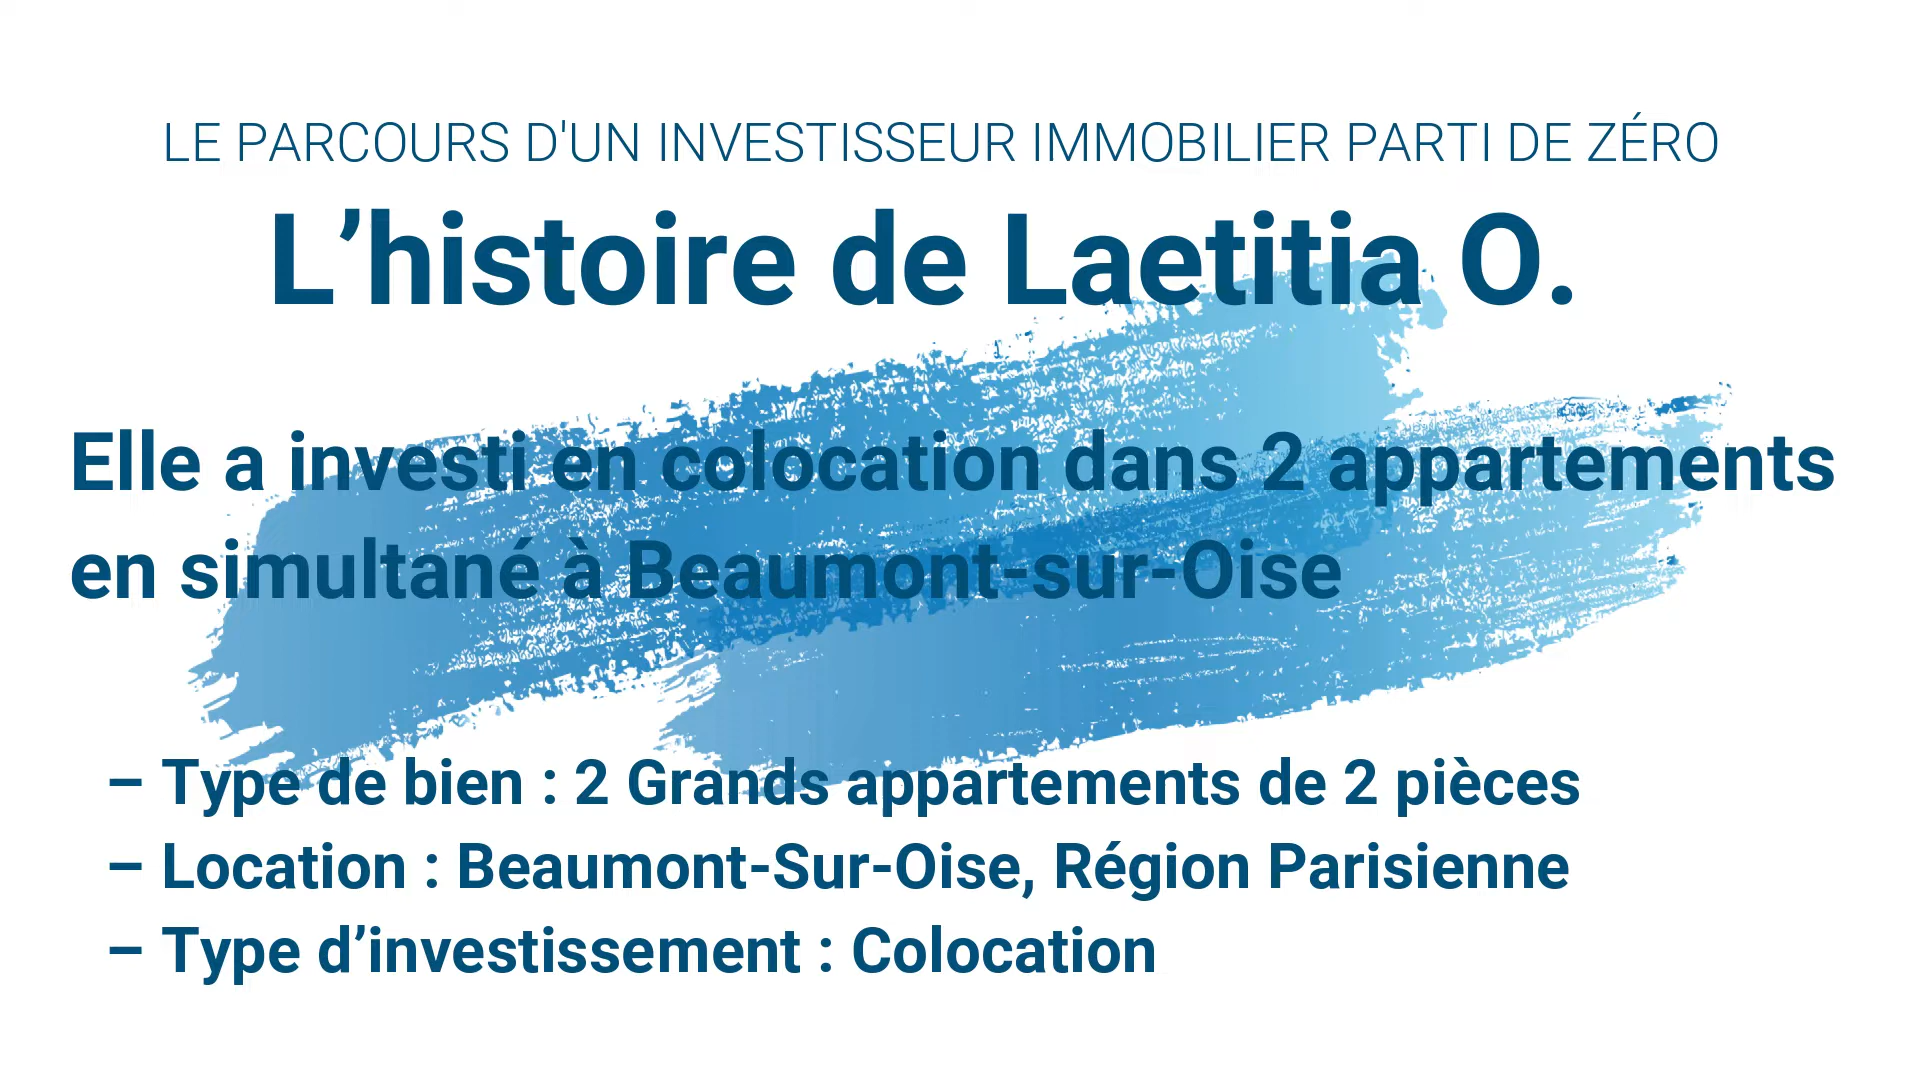 LE PARCOURS D'UN INVESTISSEUR IMMOBILIER PARTI DE ZÉRO
L’histoire de Laetitia O.
Elle a investi en colocation dans 2 appartements
en simultané à Beaumont-sur-Oise
– Type de bien : 2 Grands appartements de 2 pièces
– Location : Beaumont-Sur-Oise, Région Parisienne
– Type d’investissement : Colocation